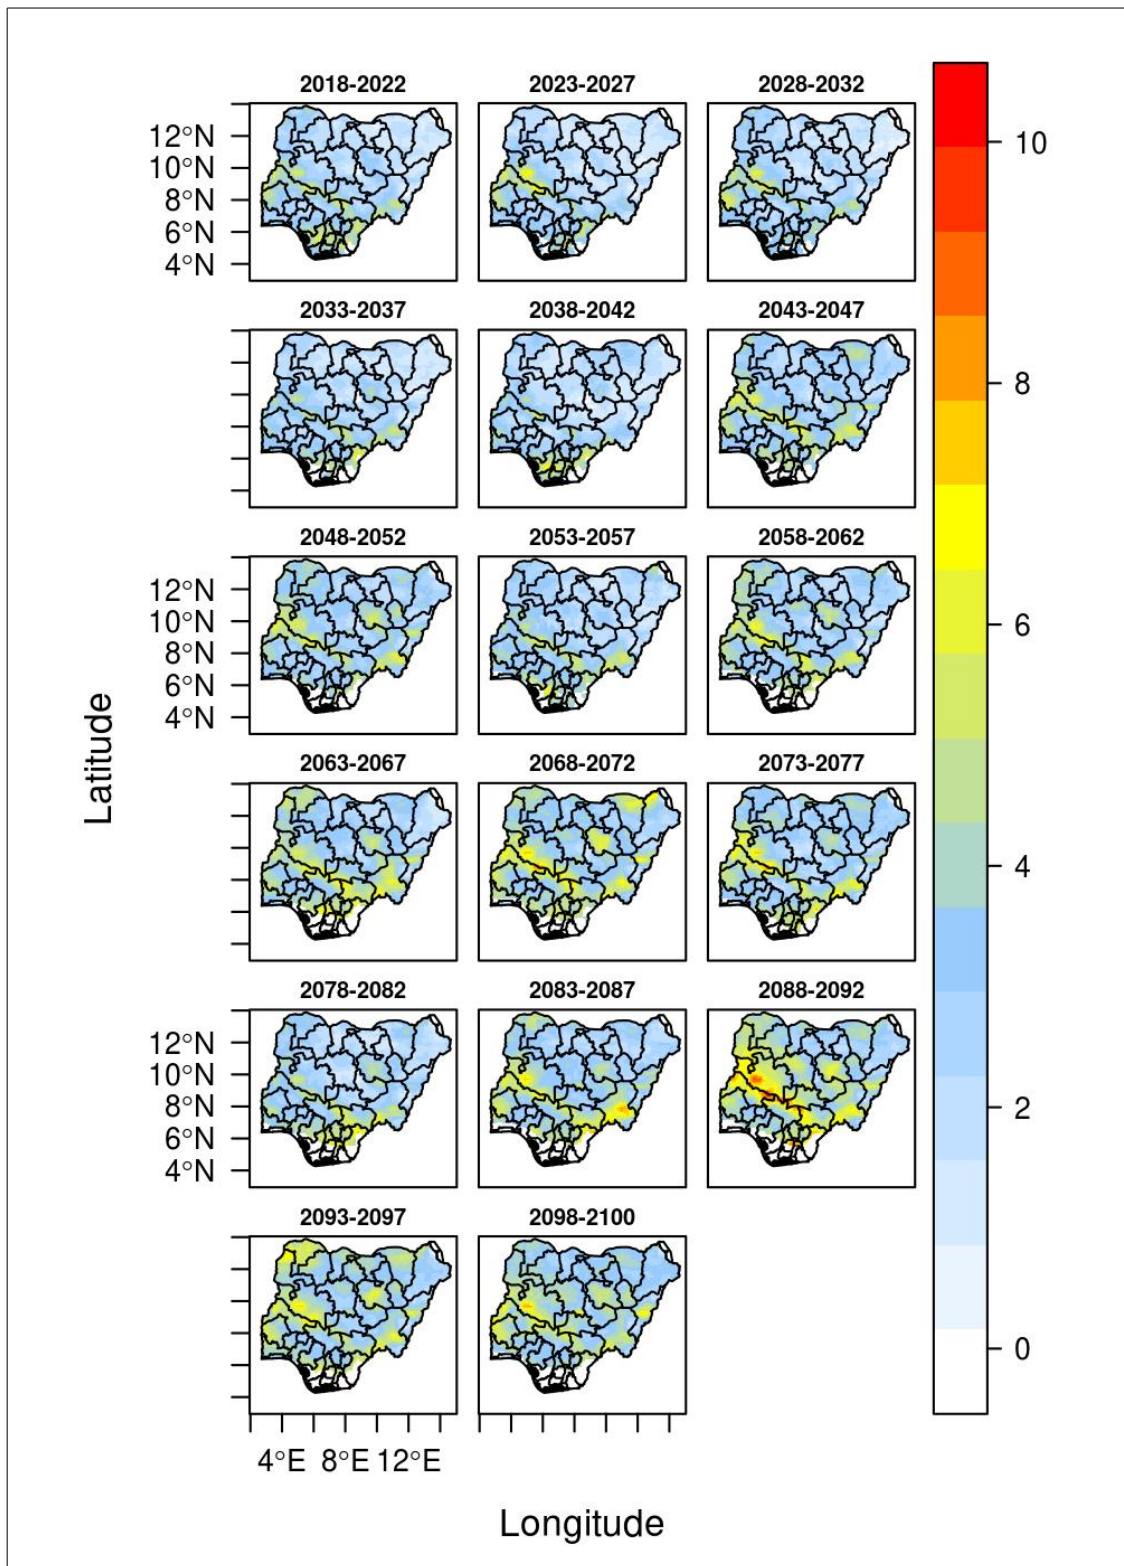 2018-2022 2023-2027 2028-2032
12°N
10°N
8°N
6°N
4°N
2033-2037 2038-2042 2043-2047
2048-2052 2053-2057 2058-2062
12°N
10°N
8°N
6°N
4°N
2063-2067 2068-2072 2073-2077
2078-2082 2083-2087 2088-2092
12°N
10°N
8°N
6°N
4°N
2093-2097 2098-2100
4°E 8°E 12°E
Latitude
Longitude
10
8
6
4
2
0